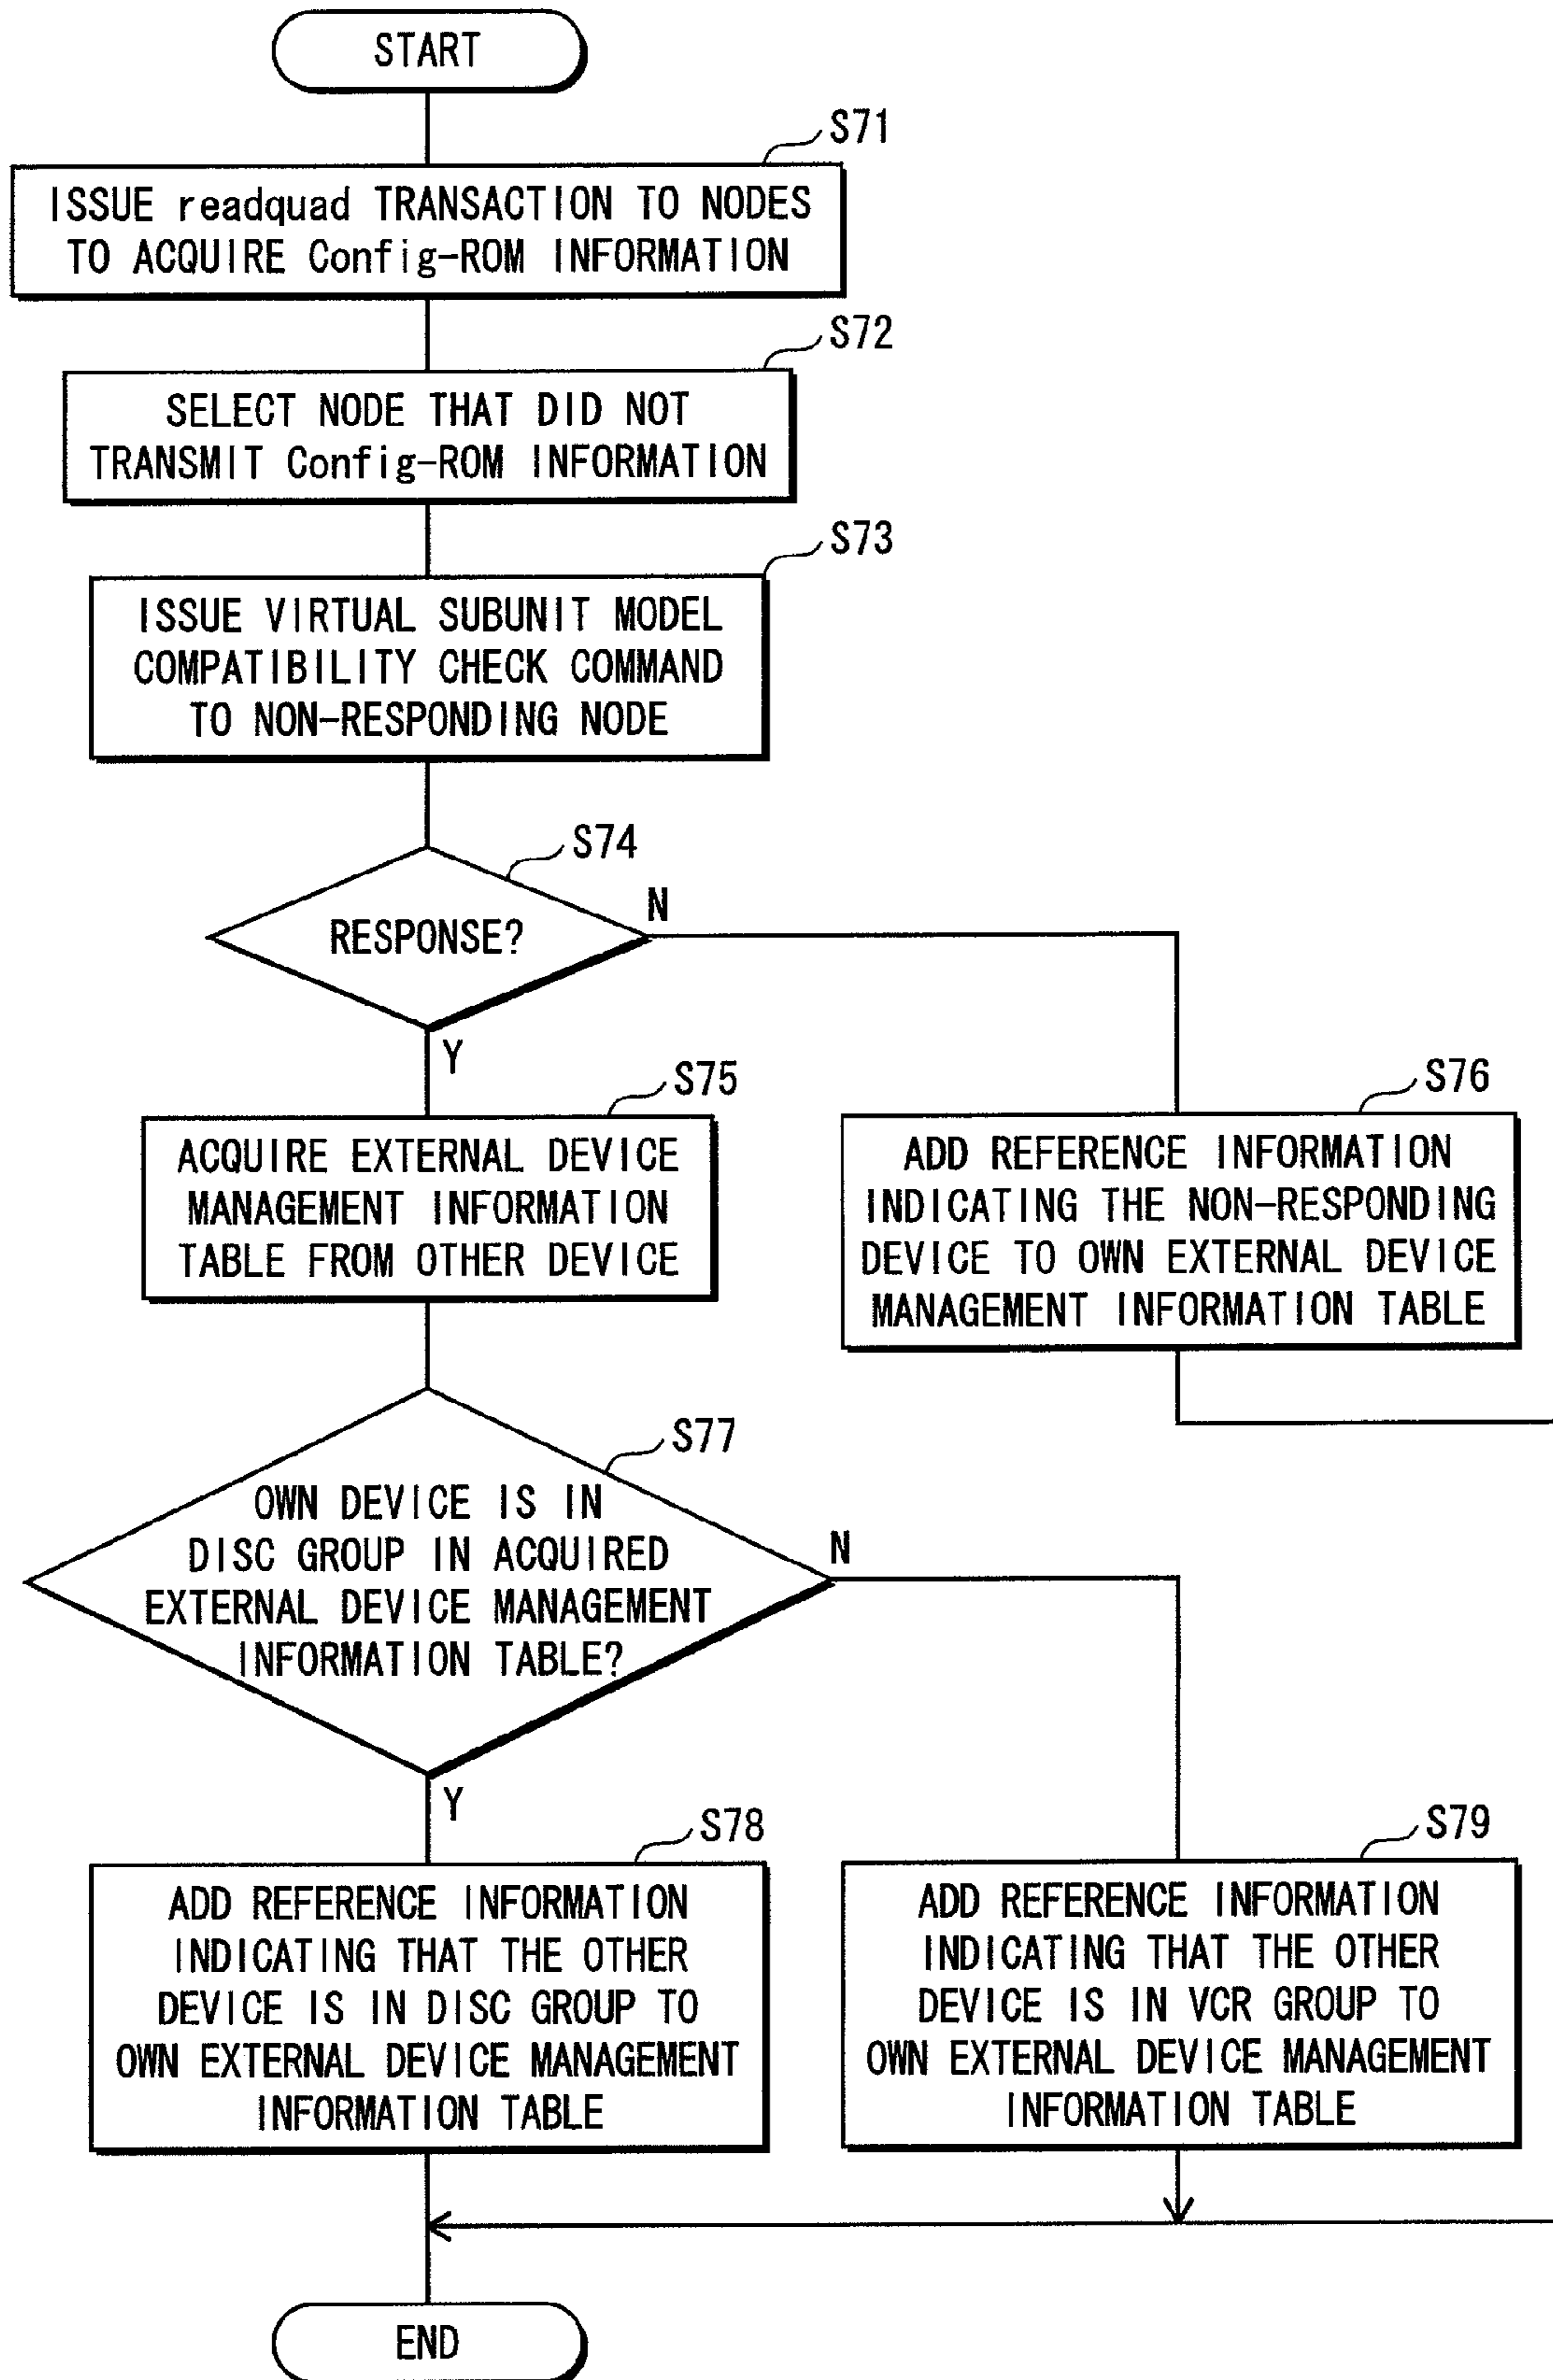 START
S71
ISSUE readquad TRANSACTION TO NODES
TO ACQUIRE Config-ROM INFORMATION
S72
SELECT NODE THAT DID NOT
TRANSMIT Config-ROM INFORMATION
S73
ISSUE VIRTUAL SUBUNIT MODEL
COMPATIBILITY CHECK COMMAND
TO NON-RESPONDING NODE
S74
RESPONSE?
N
Y
S75
ACQUIRE EXTERNAL DEVICE
MANAGEMENT INFORMATION
TABLE FROM OTHER DEVICE
S76
ADD REFERENCE INFORMATION
INDICATING THE NON-RESPONDING
DEVICE TO OWN EXTERNAL DEVICE
MANAGEMENT INFORMATION TABLE
S77
OWN DEVICE IS IN
DISC GROUP IN ACQUIRED
EXTERNAL DEVICE MANAGEMENT
INFORMATION TABLE?
N
Y
S78
ADD REFERENCE INFORMATION
INDICATING THAT THE OTHER
DEVICE IS IN DISC GROUP TO
OWN EXTERNAL DEVICE MANAGEMENT
INFORMATION TABLE
S79
ADD REFERENCE INFORMATION
INDICATING THAT THE OTHER
DEVICE IS IN VCR GROUP TO
OWN EXTERNAL DEVICE MANAGEMENT
INFORMATION TABLE
END